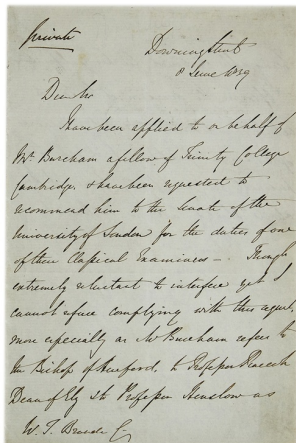 Private
Downing Street
8 June 1839
Dear Sir
I have been applied to on behalf of
Mr. Burcham a fellow of Trinity College
Cambridge, & have been requested to
recommend him to the Senate of the
University of London for the duties of one
of their Classical Examiners – . Though
extremely reluctant to interfere yet I
cannot refuse complying with this request,
more especially as Mr Burcham refers to
the Bishop of Hereford, to Professor Peacock
Dean of Ely & to Professor Henslow as
W. T. Brande Esq